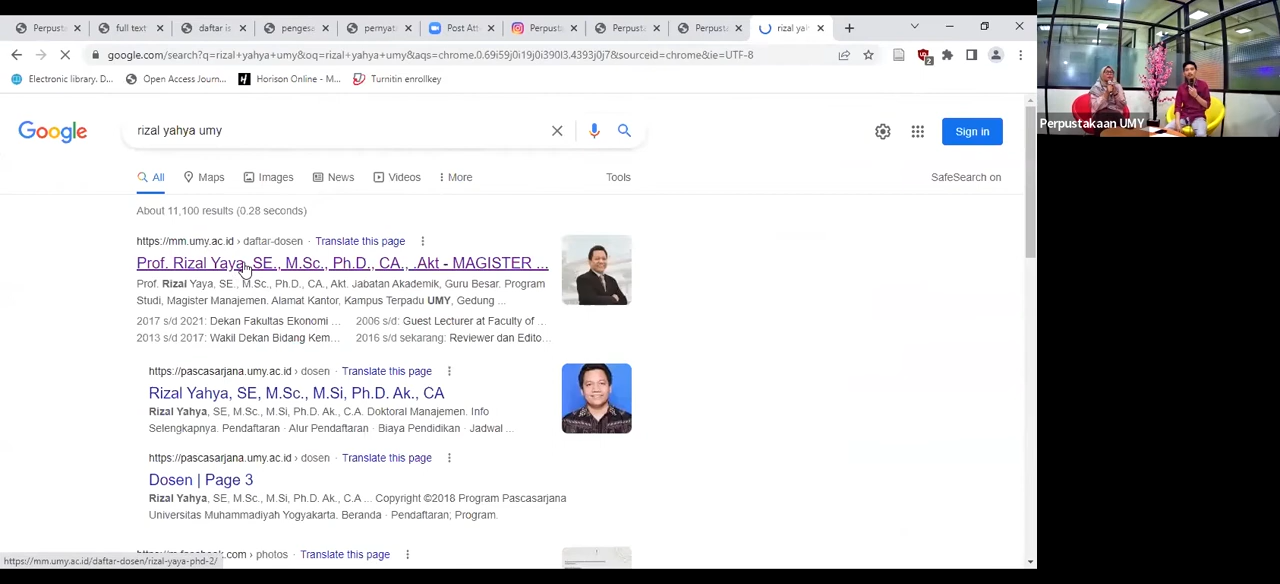 Perpust
full text
daftar is
pengesa
pernyat
Post Att
Perpusta
Perpust
Perpust
rizal yah
google.com/search?q=rizal+yahya+umy&oq=rizal+yahya+umy&aqs=chrome.0.69i59j0i19j0i390l3.4393j0j7&sourceid=chrome&ie=UTF-8
2
Electronic library. D...
Open Access Journ...
Horison Online - M...
Turnitin enrollkey
Perpustakaan UMY
Google
rizal yahya umy
Sign in
All
Maps
Images
News
Videos
More
Tools
SafeSearch on
About 11,100 results (0.28 seconds)
https://mm.umy.ac.id › daftar-dosen · Translate this page
Prof. Rizal Yaya, SE., M.Sc., Ph.D., CA., .Akt - MAGISTER ...
Prof. Rizal Yaya, SE., M.Sc., Ph.D., CA., Akt. Jabatan Akademik, Guru Besar. Program
Studi, Magister Manajemen. Alamat Kantor, Kampus Terpadu UMY, Gedung ...
2017 s/d 2021: Dekan Fakultas Ekonomi ...
2006 s/d: Guest Lecturer at Faculty of ...
2013 s/d 2017: Wakil Dekan Bidang Kem...
2016 s/d sekarang: Reviewer dan Edito...
https://pascasarjana.umy.ac.id › dosen · Translate this page
Rizal Yahya, SE, M.Sc., M.Si, Ph.D. Ak., CA
Rizal Yahya, SE, M.Sc., M.Si, Ph.D. Ak., C.A. Doktoral Manajemen. Info
Selengkapnya. Pendaftaran · Alur Pendaftaran · Biaya Pendidikan · Jadwal ...
https://pascasarjana.umy.ac.id › dosen · Translate this page
Dosen | Page 3
Rizal Yahya, SE, M.Sc., M.Si, Ph.D. Ak., C.A ... Copyright ©2018 Program Pascasarjana
Universitas Muhammadiyah Yogyakarta. Beranda · Pendaftaran; Program.
https://m.facebook.com › photos · Translate this page
https://mm.umy.ac.id/daftar-dosen/rizal-yaya-phd-2/